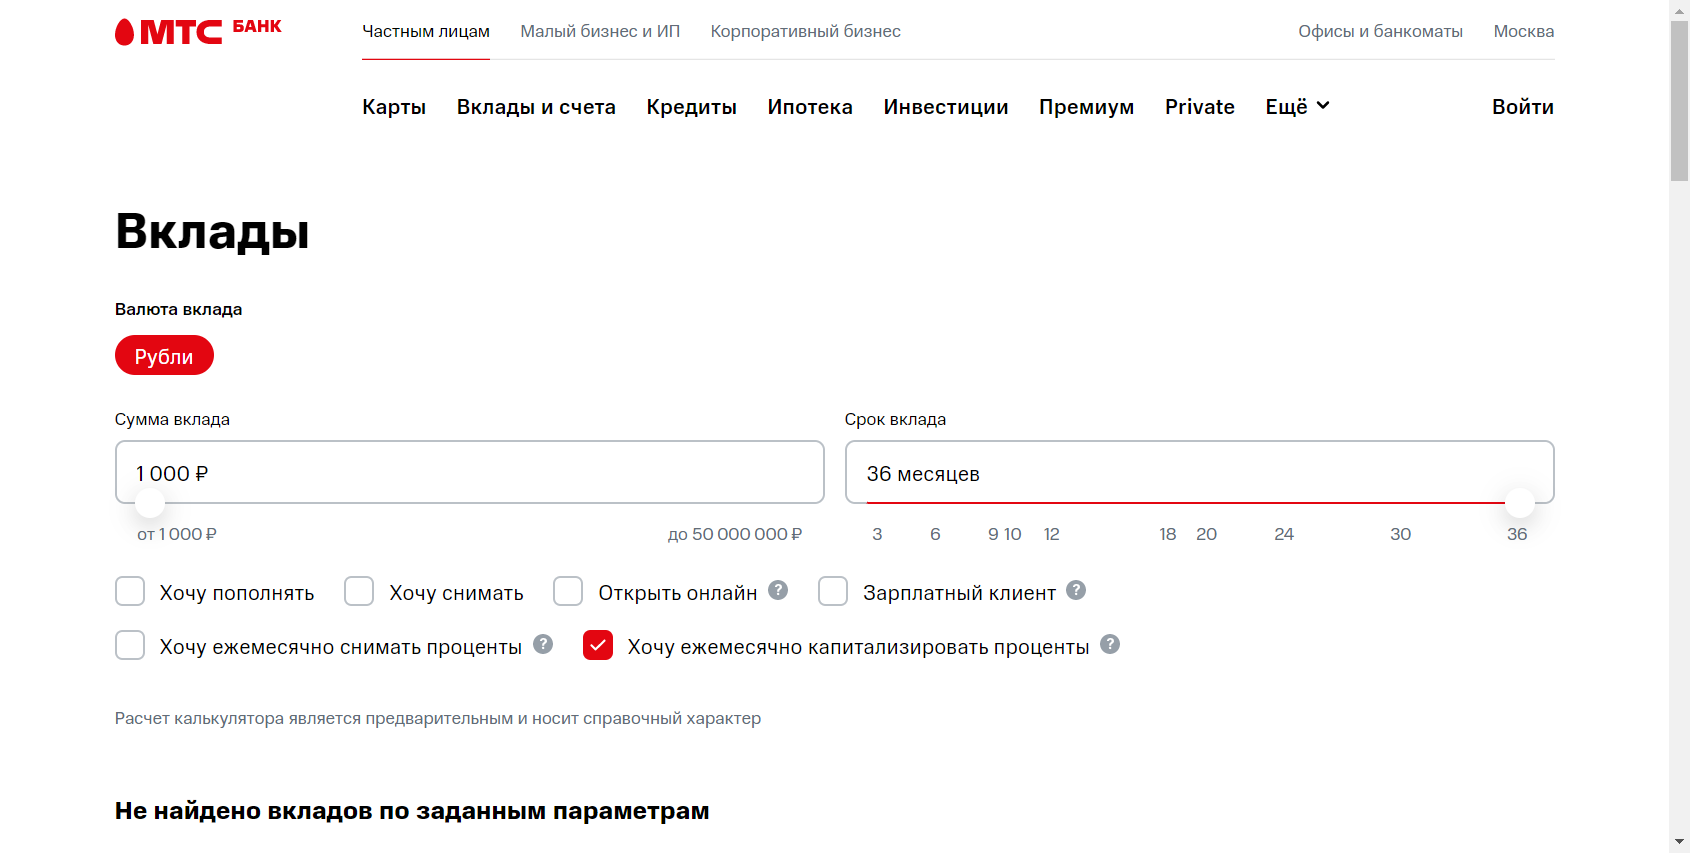 МТС БАНК
Частным лицам Малый бизнес и ИП Корпоративный бизнес Офисы и банкоматы Москва
Карты Вклады и счета Кредиты Ипотека Инвестиции Премиум Private Ещё Войти
Вклады
Валюта вклада
Рубли
Сумма вклада
1 000 ₽
от 1 000 ₽ до 50 000 000 ₽
Срок вклада
36 месяцев
3 6 9 10 12 18 20 24 30 36
Хочу пополнять Хочу снимать Открыть онлайн ? Зарплатный клиент ?
Хочу ежемесячно снимать проценты ? Хочу ежемесячно капитализировать проценты ?
Расчет калькулятора является предварительным и носит справочный характер
Не найдено вкладов по заданным параметрам